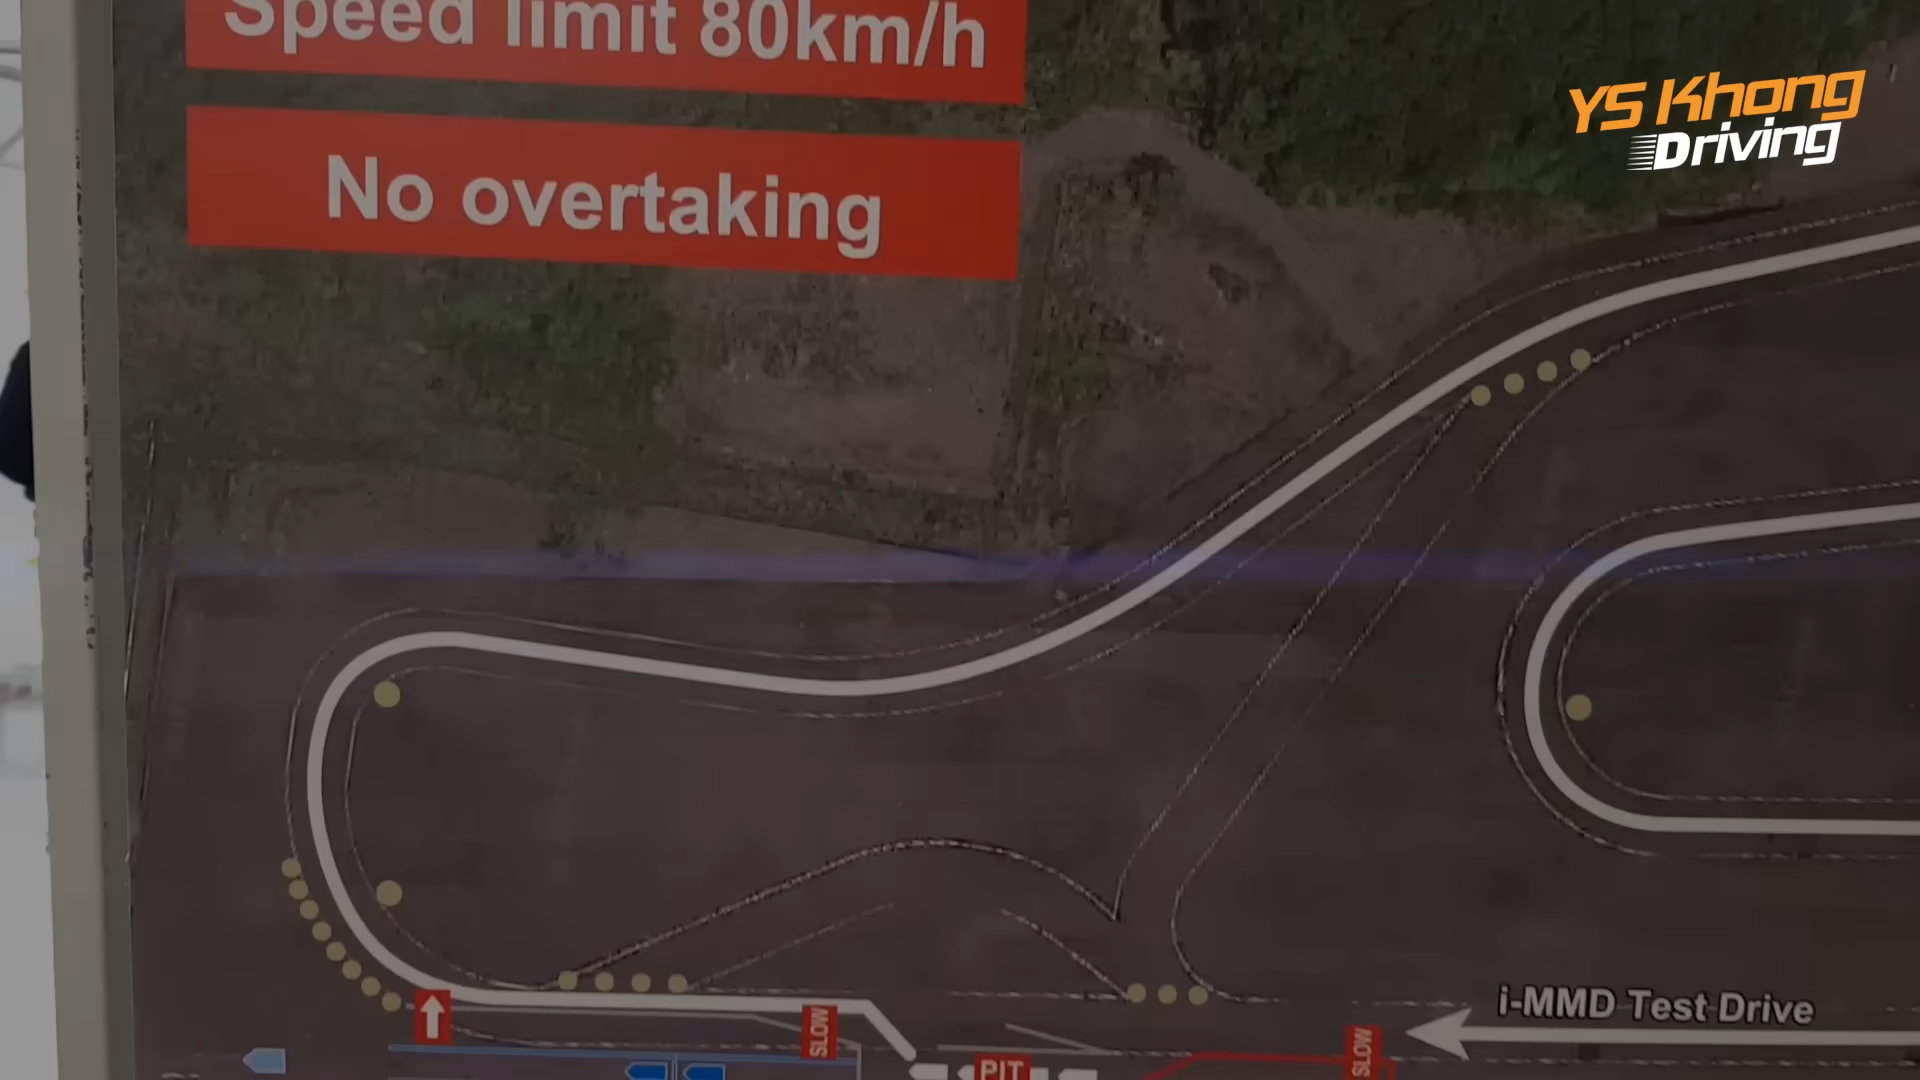 Speed limit 80km/h
YS Khong
Driving
No overtaking
i-MMD Test Drive
SLOW
SLOW
PIT